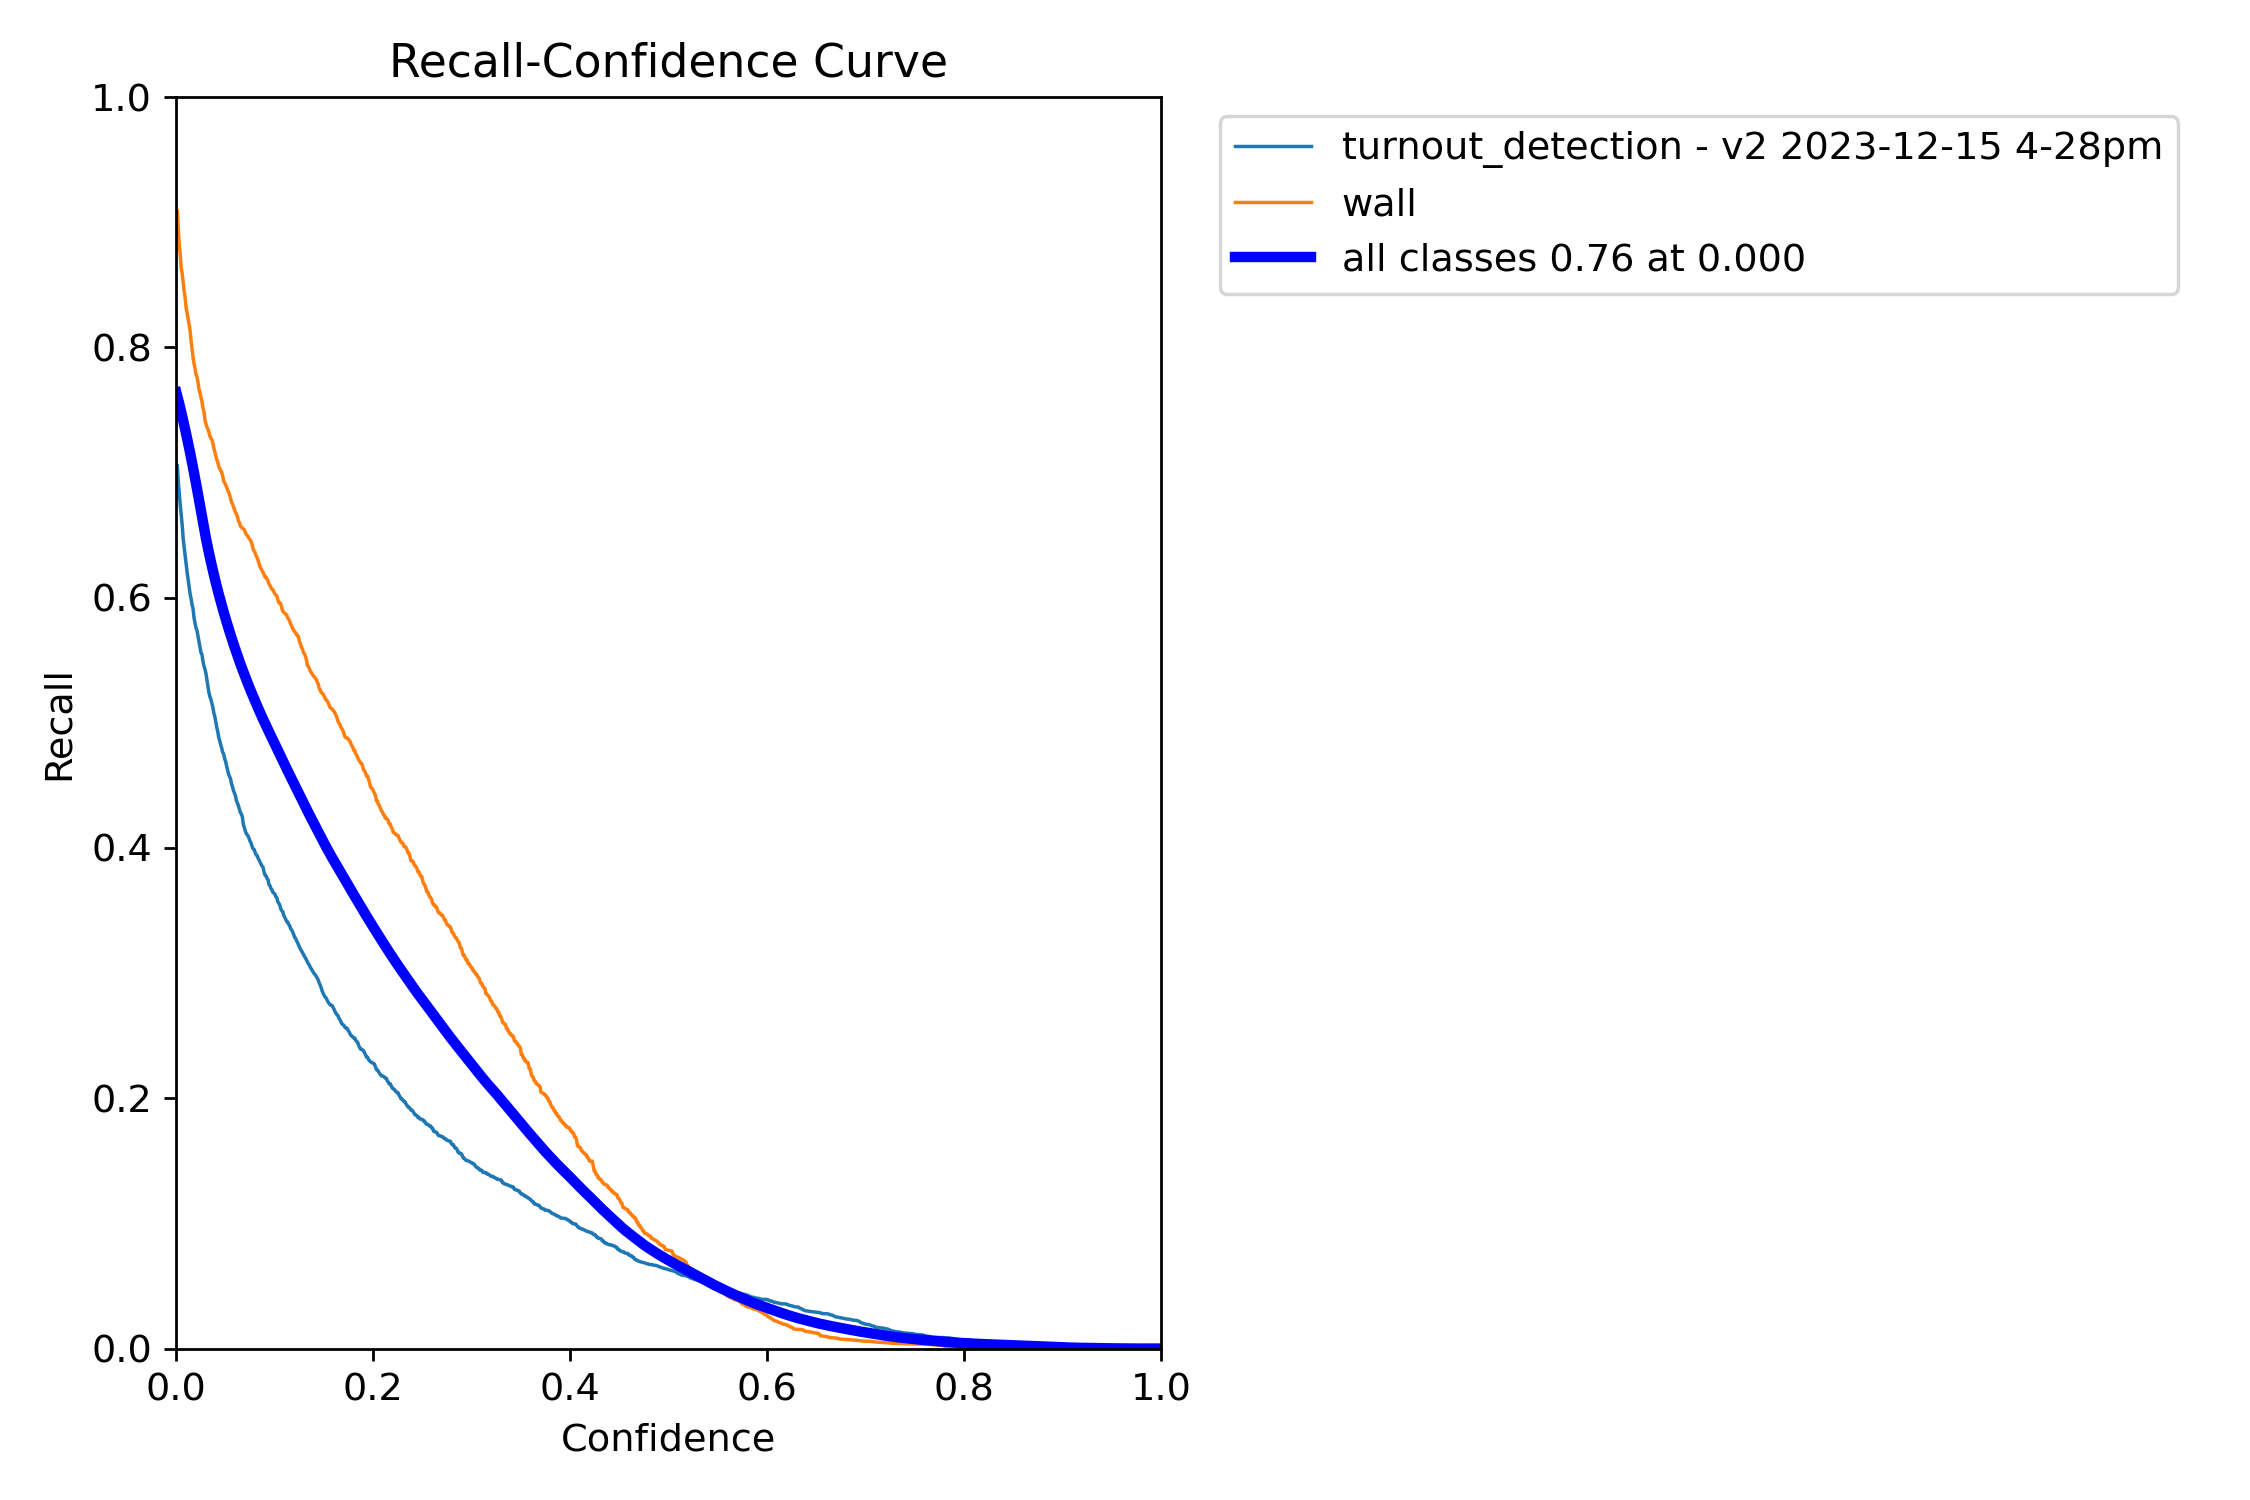 Recall-Confidence Curve
1.0
0.8
0.6
0.4
0.2
0.0
Recall
0.0 0.2 0.4 0.6 0.8 1.0
Confidence
turnout_detection - v2 2023-12-15 4-28pm
wall
all classes 0.76 at 0.000